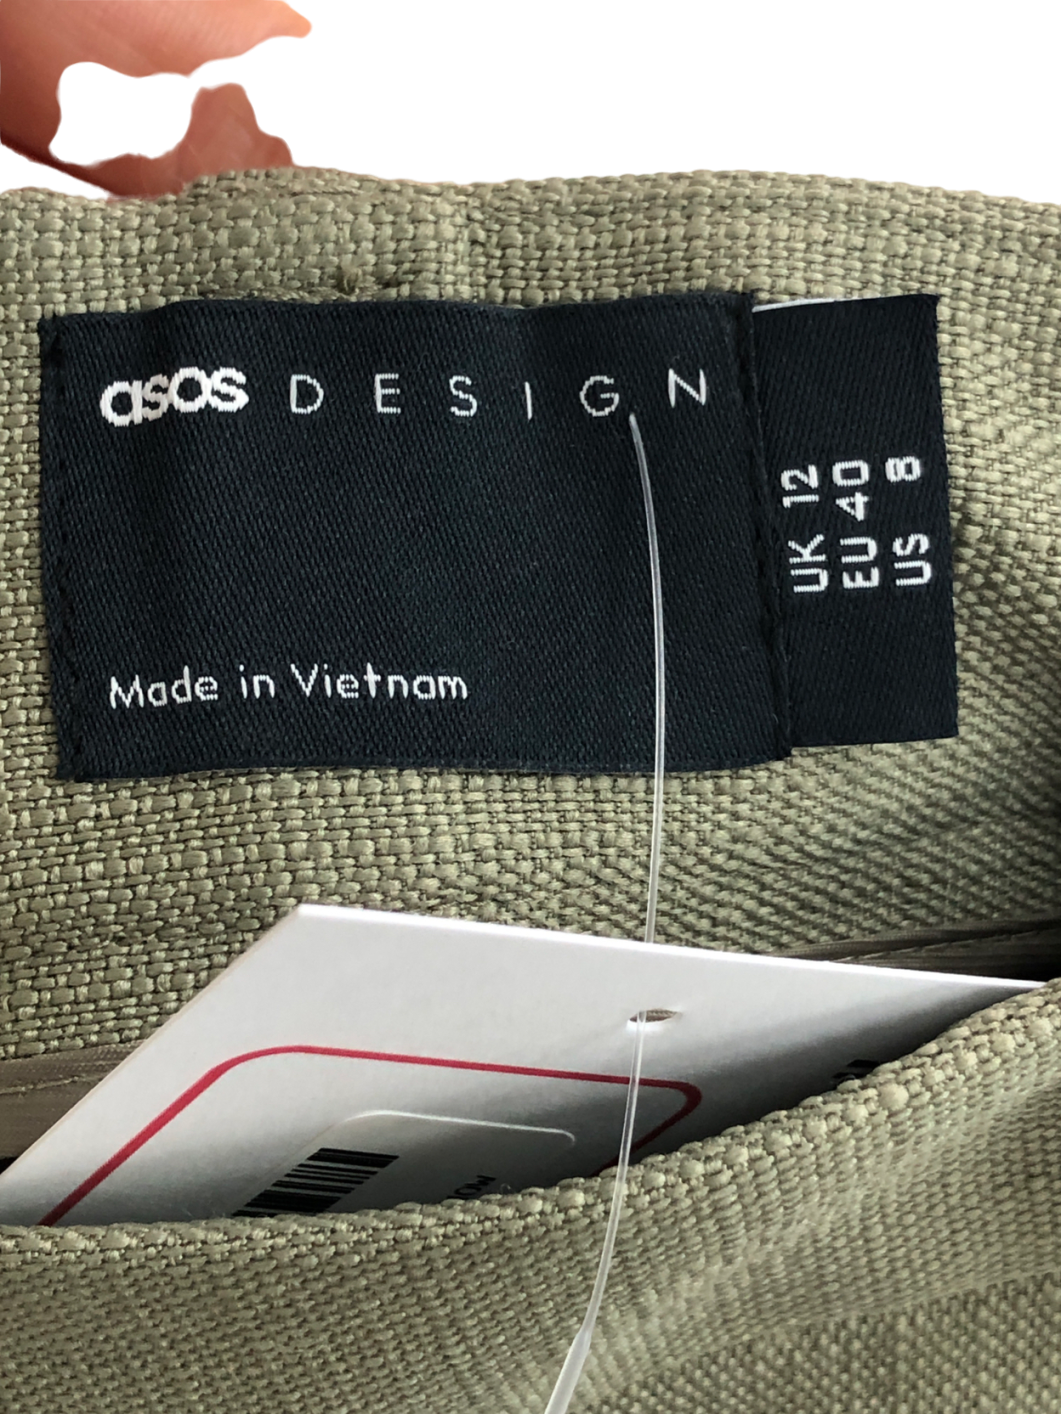 asos DESIGN
Made in Vietnam
UK 12
EU 40
US 8